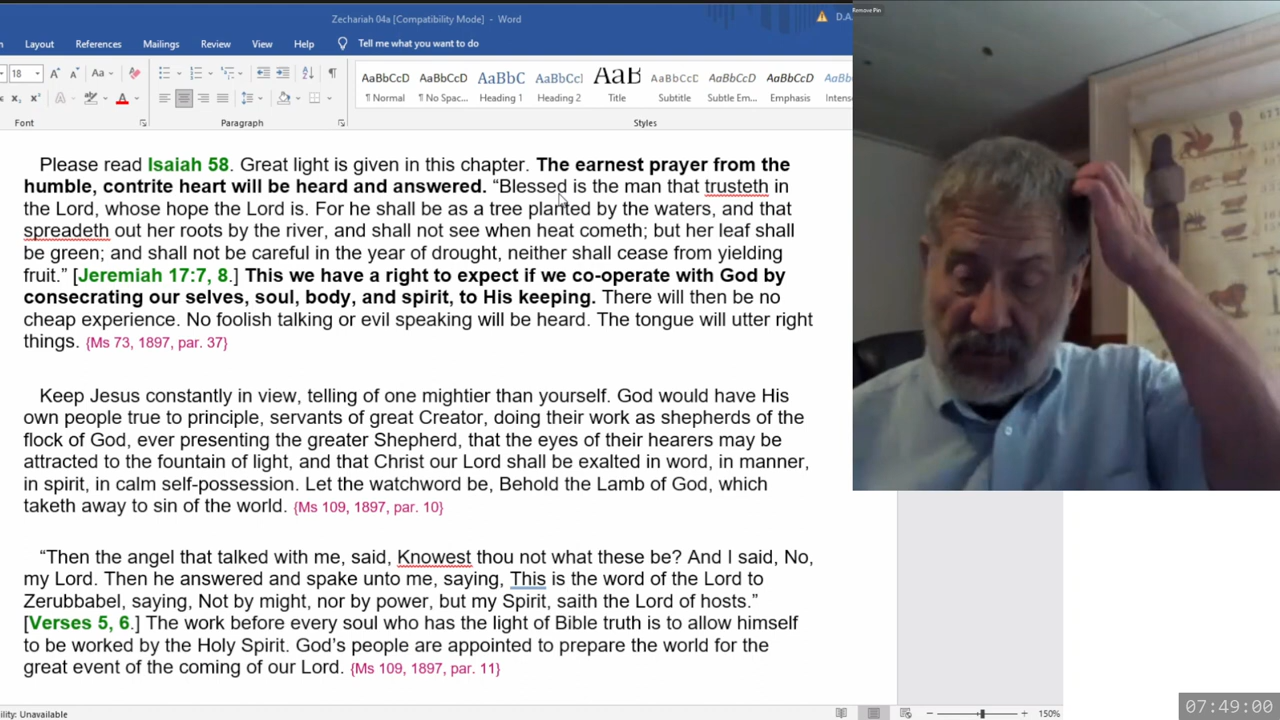 Zechariah 04a [Compatibility Mode] - Word
D.A.
Remove Pin
Layout References Mailings Review View Help Tell me what you want to do
18 Aa
AaBbCcD AaBbCcD AaBbC AaBbCcI AaB AaBbCcD AaBbCcD AaBbCcD AaBb
¶ Normal ¶ No Spac... Heading 1 Heading 2 Title Subtitle Subtle Em... Emphasis Intens
Font Paragraph Styles
Please read Isaiah 58. Great light is given in this chapter. The earnest prayer from the
humble, contrite heart will be heard and answered. “Blessed is the man that trusteth in
the Lord, whose hope the Lord is. For he shall be as a tree planted by the waters, and that
spreadeth out her roots by the river, and shall not see when heat cometh; but her leaf shall
be green; and shall not be careful in the year of drought, neither shall cease from yielding
fruit.” [Jeremiah 17:7, 8.] This we have a right to expect if we co-operate with God by
consecrating our selves, soul, body, and spirit, to His keeping. There will then be no
cheap experience. No foolish talking or evil speaking will be heard. The tongue will utter right
things. {Ms 73, 1897, par. 37}
Keep Jesus constantly in view, telling of one mightier than yourself. God would have His
own people true to principle, servants of great Creator, doing their work as shepherds of the
flock of God, ever presenting the greater Shepherd, that the eyes of their hearers may be
attracted to the fountain of light, and that Christ our Lord shall be exalted in word, in manner,
in spirit, in calm self-possession. Let the watchword be, Behold the Lamb of God, which
taketh away to sin of the world. {Ms 109, 1897, par. 10}
“Then the angel that talked with me, said, Knowest thou not what these be? And I said, No,
my Lord. Then he answered and spake unto me, saying, This is the word of the Lord to
Zerubbabel, saying, Not by might, nor by power, but my Spirit, saith the Lord of hosts.”
[Verses 5, 6.] The work before every soul who has the light of Bible truth is to allow himself
to be worked by the Holy Spirit. God’s people are appointed to prepare the world for the
great event of the coming of our Lord. {Ms 109, 1897, par. 11}
07:49:00
bility: Unavailable
150%